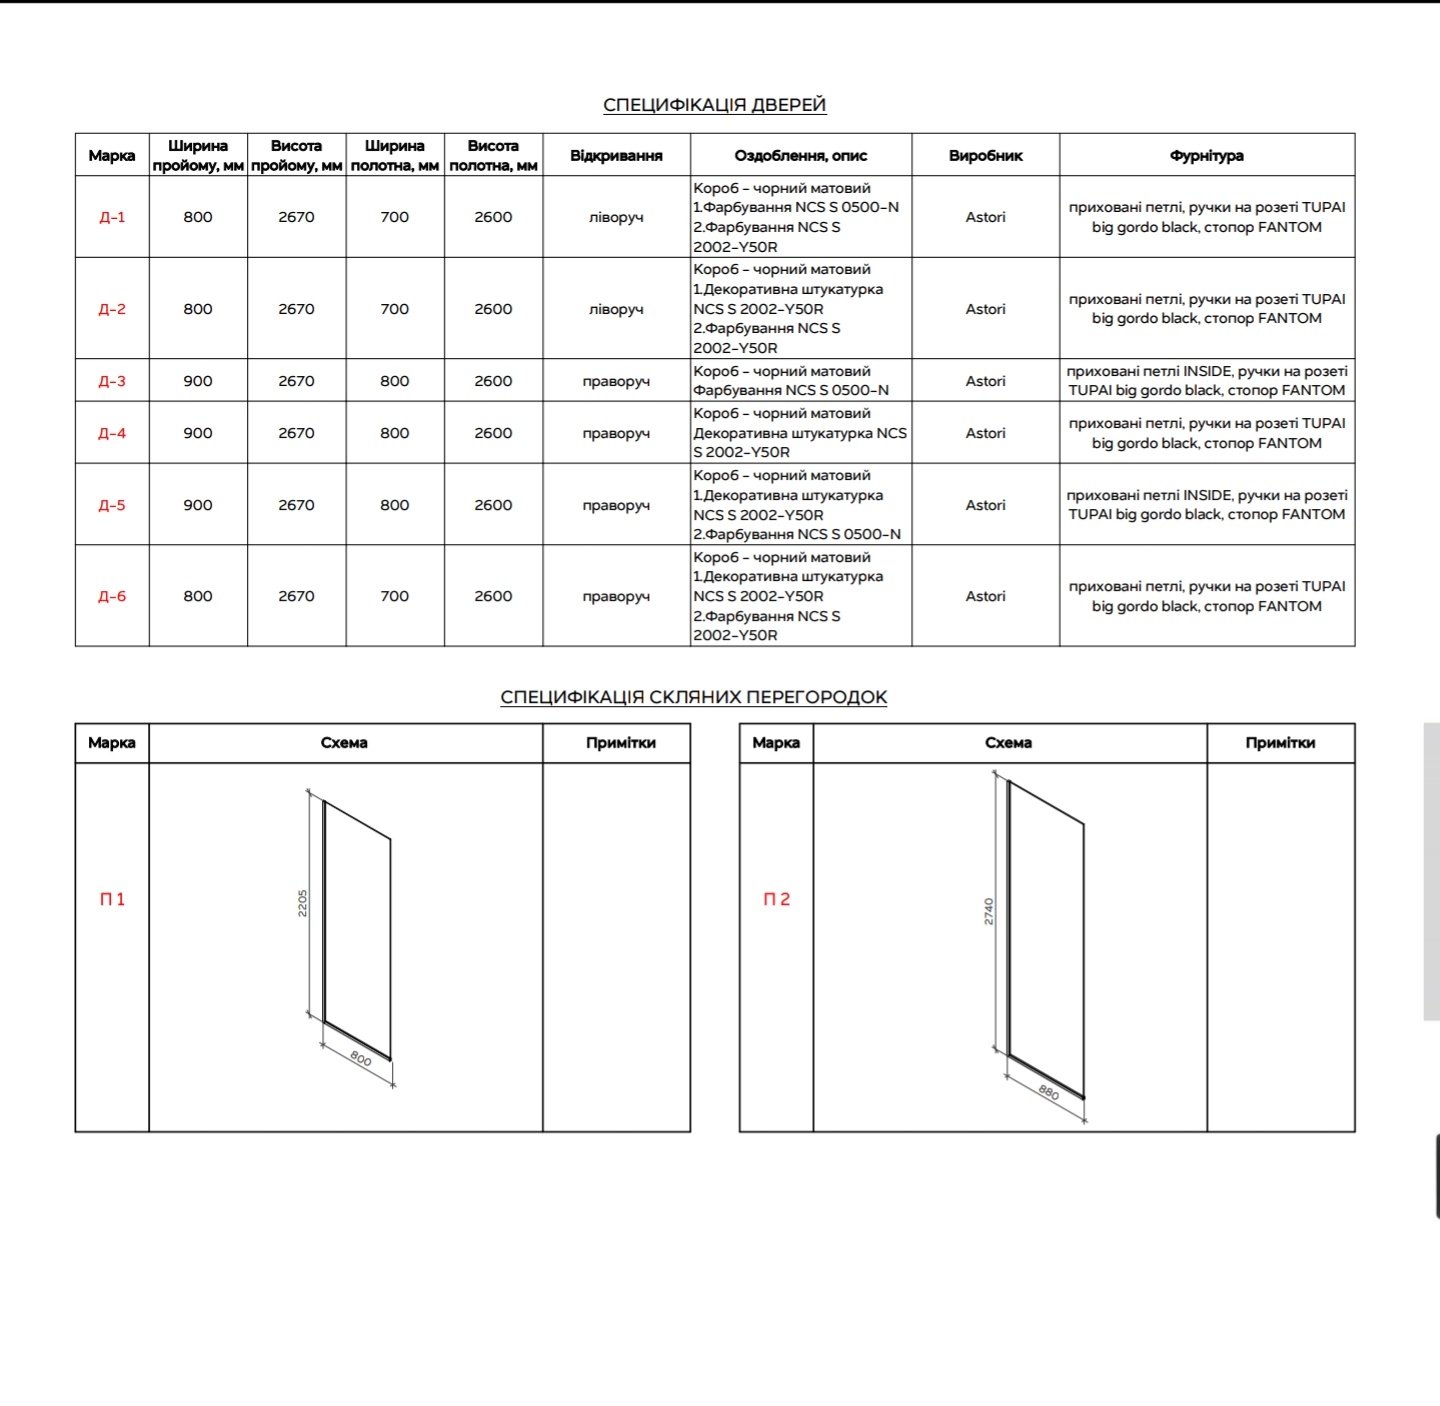 СПЕЦИФІКАЦІЯ ДВЕРЕЙ
Марка
Ширина
пройому, мм
Висота
пройому, мм
Ширина
полотна, мм
Висота
полотна, мм
Відкривання
Оздоблення, опис
Виробник
Фурнітура
Д-1
800
2670
700
2600
ліворуч
Короб - чорний матовий
1.Фарбування NCS S 0500-N
2.Фарбування NCS S
2002-Y50R
Astori
приховані петлі, ручки на розеті TUPAI
big gordo black, стопор FANTOM
Д-2
800
2670
700
2600
ліворуч
Короб - чорний матовий
1.Декоративна штукатурка
NCS S 2002-Y50R
2.Фарбування NCS S
2002-Y50R
Astori
приховані петлі, ручки на розеті TUPAI
big gordo black, стопор FANTOM
Д-3
900
2670
800
2600
праворуч
Короб - чорний матовий
Фарбування NCS S 0500-N
Astori
приховані петлі INSIDE, ручки на розеті
TUPAI big gordo black, стопор FANTOM
Д-4
900
2670
800
2600
праворуч
Короб - чорний матовий
Декоративна штукатурка NCS
S 2002-Y50R
Astori
приховані петлі, ручки на розеті TUPAI
big gordo black, стопор FANTOM
Д-5
900
2670
800
2600
праворуч
Короб - чорний матовий
1.Декоративна штукатурка
NCS S 2002-Y50R
2.Фарбування NCS S 0500-N
Astori
приховані петлі INSIDE, ручки на розеті
TUPAI big gordo black, стопор FANTOM
Д-6
800
2670
700
2600
праворуч
Короб - чорний матовий
1.Декоративна штукатурка
NCS S 2002-Y50R
2.Фарбування NCS S
2002-Y50R
Astori
приховані петлі, ручки на розеті TUPAI
big gordo black, стопор FANTOM
СПЕЦИФІКАЦІЯ СКЛЯНИХ ПЕРЕГОРОДОК
Марка
Схема
Примітки
П 1
2205
800
Марка
Схема
Примітки
П 2
2740
880